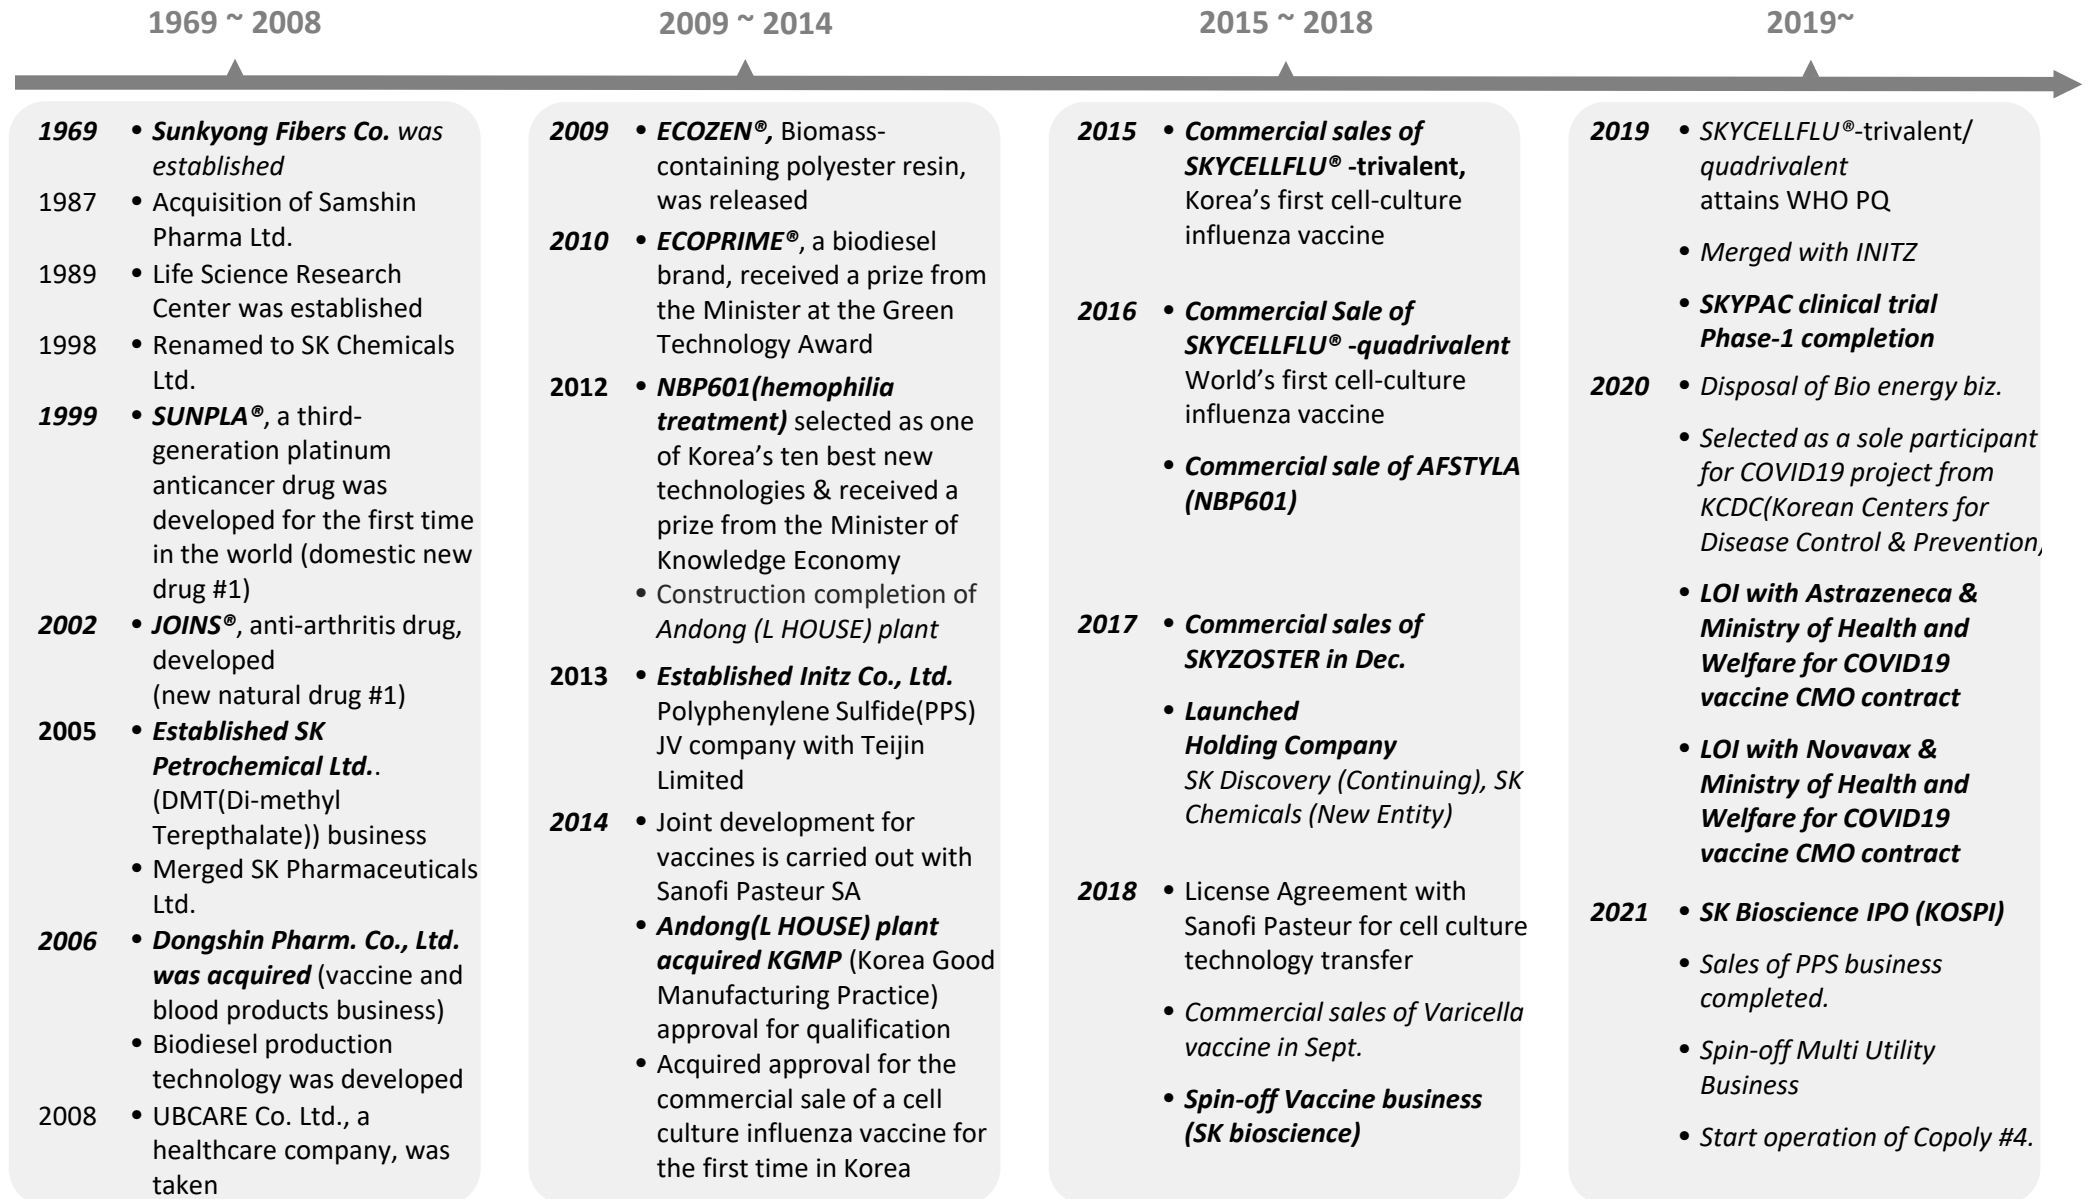 1969 ~ 2008
2009 ~ 2014
2015 ~ 2018
2019~
1969 • Sunkyong Fibers Co. was
established
1987 • Acquisition of Samshin
Pharma Ltd.
1989 • Life Science Research
Center was established
1998 • Renamed to SK Chemicals
Ltd.
1999 • SUNPLA®, a third-
generation platinum
anticancer drug was
developed for the first time
in the world (domestic new
drug #1)
2002 • JOINS®, anti-arthritis drug,
developed
(new natural drug #1)
2005 • Established SK
Petrochemical Ltd..
(DMT(Di-methyl
Terepthalate)) business
• Merged SK Pharmaceuticals
Ltd.
2006 • Dongshin Pharm. Co., Ltd.
was acquired (vaccine and
blood products business)
• Biodiesel production
technology was developed
2008 • UBCARE Co. Ltd., a
healthcare company, was
taken
2009 • ECOZEN®, Biomass-
containing polyester resin,
was released
2010 • ECOPRIME®, a biodiesel
brand, received a prize from
the Minister at the Green
Technology Award
2012 • NBP601(hemophilia
treatment) selected as one
of Korea's ten best new
technologies & received a
prize from the Minister of
Knowledge Economy
• Construction completion of
Andong (L HOUSE) plant
2013 • Established Initz Co., Ltd.
Polyphenylene Sulfide(PPS)
JV company with Teijin
Limited
2014 • Joint development for
vaccines is carried out with
Sanofi Pasteur SA
• Andong(L HOUSE) plant
acquired KGMP (Korea Good
Manufacturing Practice)
approval for qualification
• Acquired approval for the
commercial sale of a cell
culture influenza vaccine for
the first time in Korea
2015 • Commercial sales of
SKYCELLFLU® -trivalent,
Korea's first cell-culture
influenza vaccine
2016 • Commercial Sale of
SKYCELLFLU® -quadrivalent
World's first cell-culture
influenza vaccine
• Commercial sale of AFSTYLA
(NBP601)
2017 • Commercial sales of
SKYZOSTER in Dec.
• Launched
Holding Company
SK Discovery (Continuing), SK
Chemicals (New Entity)
2018 • License Agreement with
Sanofi Pasteur for cell culture
technology transfer
• Commercial sales of Varicella
vaccine in Sept.
• Spin-off Vaccine business
(SK bioscience)
2019 • SKYCELLFLU®-trivalent/
quadrivalent
attains WHO PQ
• Merged with INITZ
• SKYPAC clinical trial
Phase-1 completion
2020 • Disposal of Bio energy biz.
• Selected as a sole participant
for COVID19 project from
KCDC(Korean Centers for
Disease Control & Prevention)
• LOI with Astrazeneca &
Ministry of Health and
Welfare for COVID19
vaccine CMO contract
• LOI with Novavax &
Ministry of Health and
Welfare for COVID19
vaccine CMO contract
2021 • SK Bioscience IPO (KOSPI)
• Sales of PPS business
completed.
• Spin-off Multi Utility
Business
• Start operation of Copoly #4.